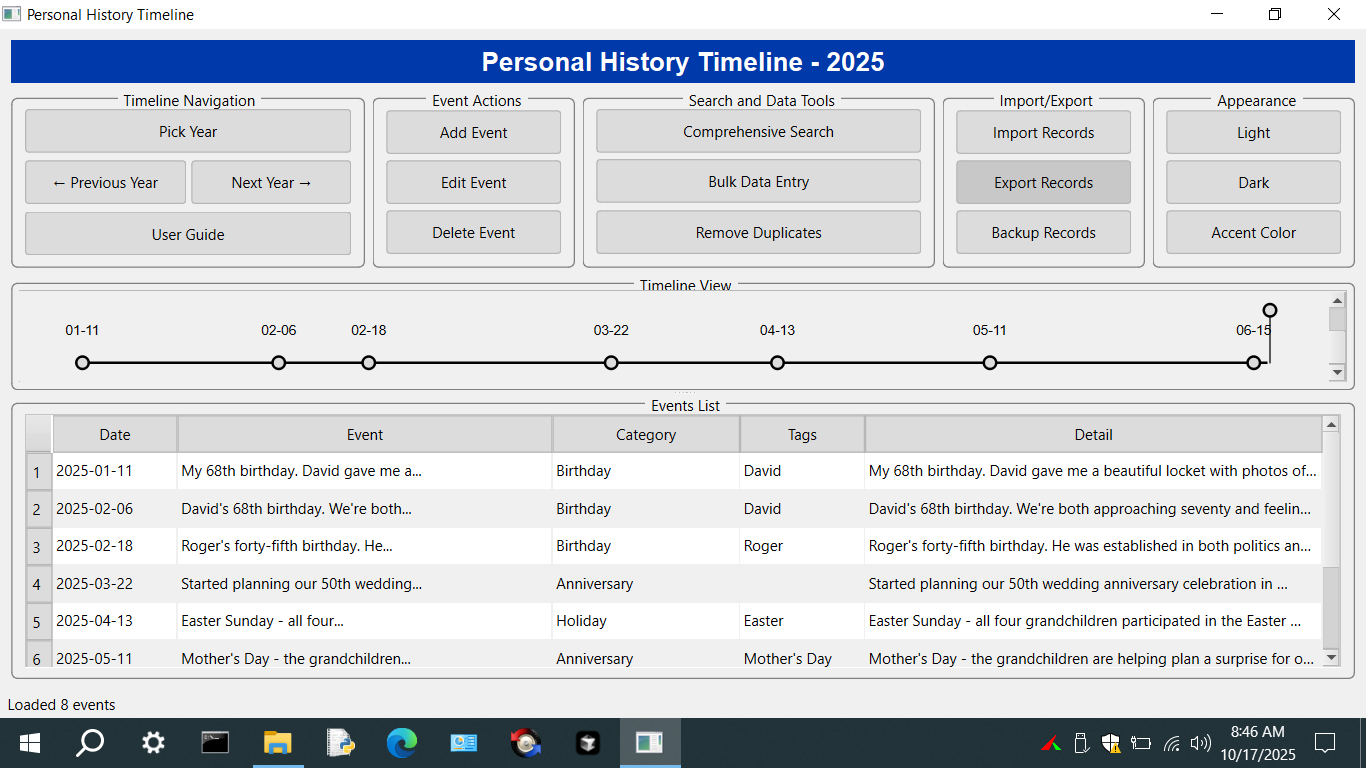 Personal History Timeline
Personal History Timeline - 2025
Timeline Navigation
Event Actions
Search and Data Tools
Import/Export
Appearance
Pick Year
Add Event
Comprehensive Search
Import Records
Light
← Previous Year
Next Year →
Edit Event
Bulk Data Entry
Export Records
Dark
User Guide
Delete Event
Remove Duplicates
Backup Records
Accent Color
Timeline View
01-11 02-06 02-18 03-22 04-13 05-11 06-15
Events List
Date Event Category Tags Detail
1 2025-01-11 My 68th birthday. David gave me a... Birthday David My 68th birthday. David gave me a beautiful locket with photos of...
2 2025-02-06 David's 68th birthday. We're both... Birthday David David's 68th birthday. We're both approaching seventy and feelin...
3 2025-02-18 Roger's forty-fifth birthday. He... Birthday Roger Roger's forty-fifth birthday. He was established in both politics an...
4 2025-03-22 Started planning our 50th wedding... Anniversary Started planning our 50th wedding anniversary celebration in ...
5 2025-04-13 Easter Sunday - all four... Holiday Easter Easter Sunday - all four grandchildren participated in the Easter ...
6 2025-05-11 Mother's Day - the grandchildren... Anniversary Mother's Day Mother's Day - the grandchildren are helping plan a surprise for o...
Loaded 8 events
8:46 AM
10/17/2025